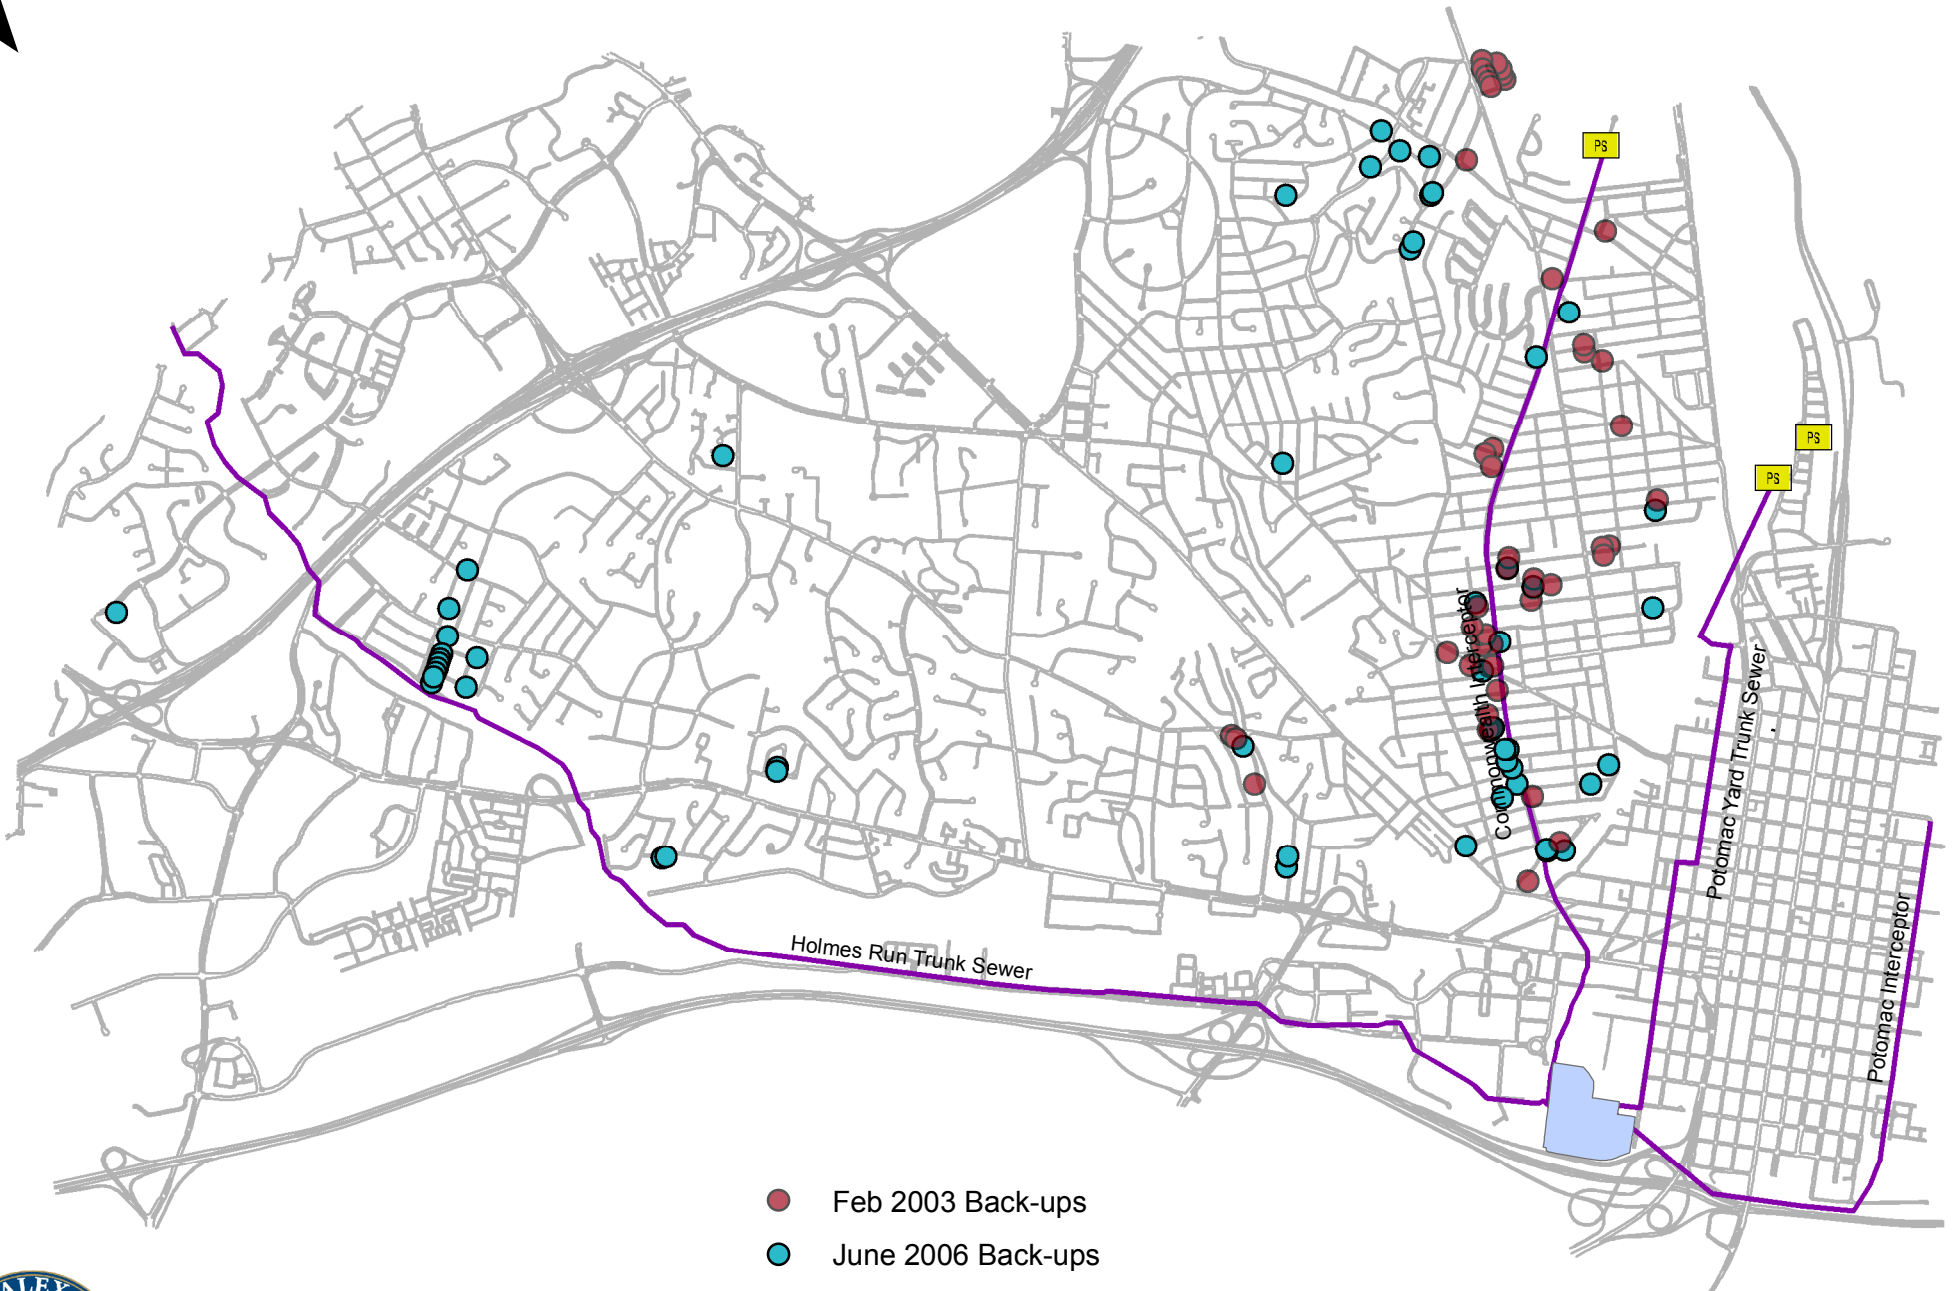 PS
PS
PS
Commonwealth Interceptor
Potomac Yard Trunk Sewer
Potomac Interceptor
Holmes Run Trunk Sewer
Feb 2003 Back-ups
June 2006 Back-ups
ALEX